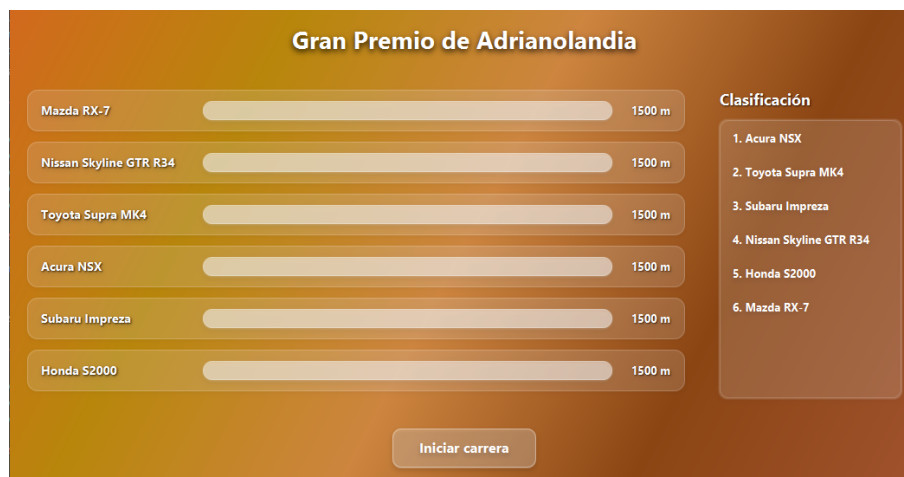 Gran Premio de Adrianolandia
Mazda RX-7 1500 m
Nissan Skyline GTR R34 1500 m
Toyota Supra MK4 1500 m
Acura NSX 1500 m
Subaru Impreza 1500 m
Honda S2000 1500 m
Clasificación
1. Acura NSX
2. Toyota Supra MK4
3. Subaru Impreza
4. Nissan Skyline GTR R34
5. Honda S2000
6. Mazda RX-7
Iniciar carrera